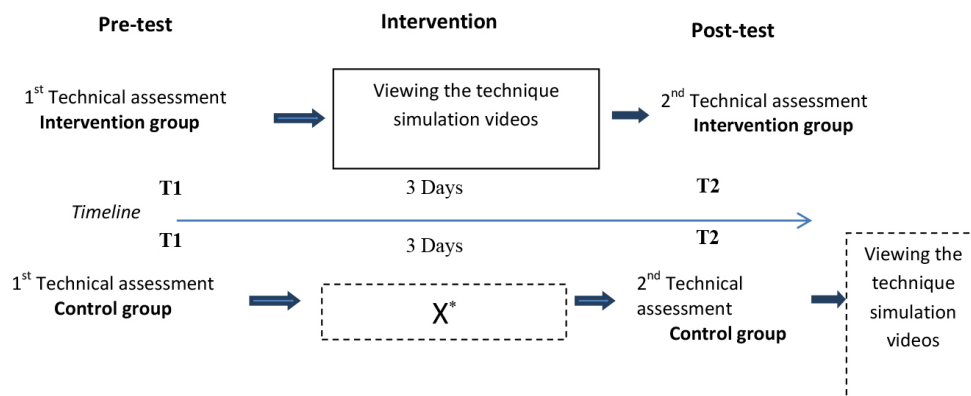 Pre-test
Intervention
Post-test
1st Technical assessment
Intervention group
Viewing the technique
simulation videos
2nd Technical assessment
Intervention group
T1
3 Days
T2
Timeline
T1
3 Days
T2
1st Technical assessment
Control group
X*
2nd Technical
assessment
Control group
Viewing the
technique
simulation
videos